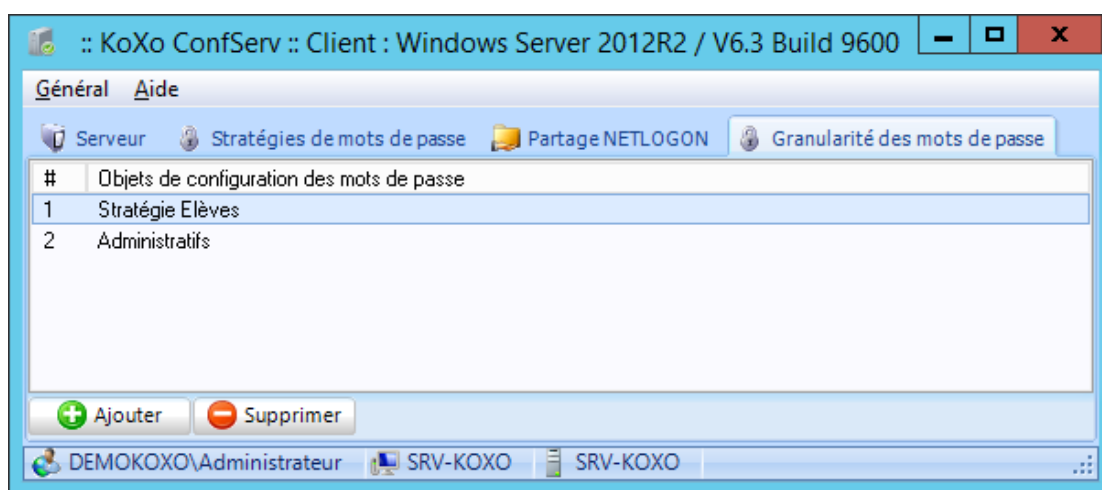 :: KoXo ConfServ :: Client : Windows Server 2012R2 / V6.3 Build 9600
Général Aide
Serveur Stratégies de mots de passe Partage NETLOGON Granularité des mots de passe
# Objets de configuration des mots de passe
1 Stratégie Elèves
2 Administratifs
Ajouter Supprimer
DEMOKOXO\Administrateur SRV-KOXO SRV-KOXO